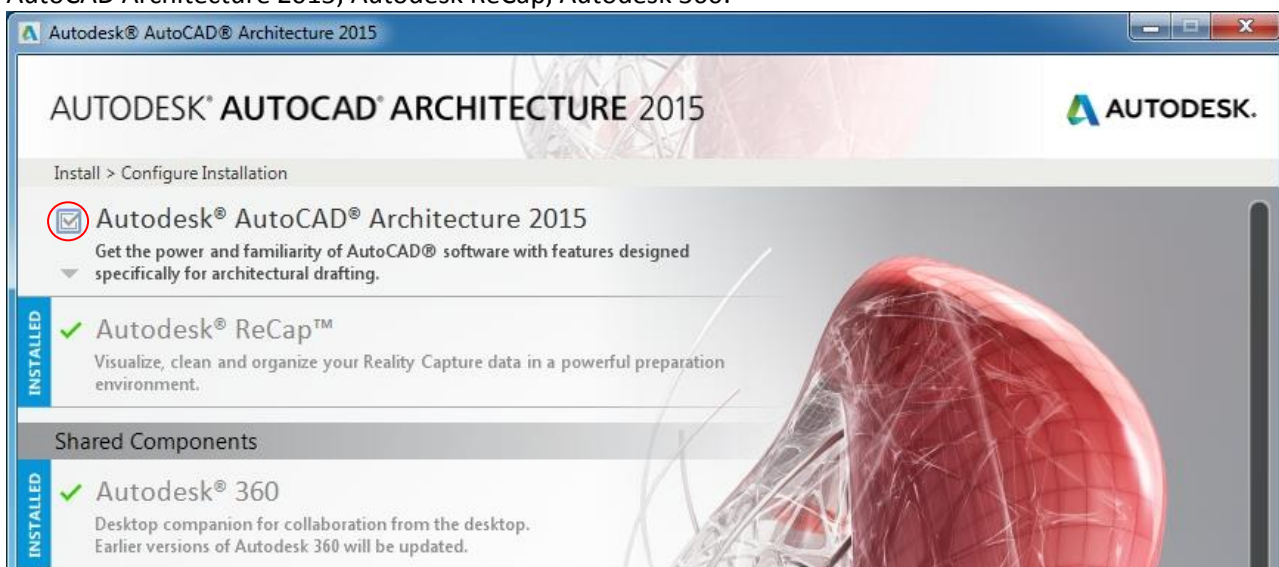 AutoCAD Architecture 2015, Autodesk ReCap, Autodesk 360.
Autodesk® AutoCAD® Architecture 2015
AUTODESK® AUTOCAD® ARCHITECTURE 2015
AUTODESK.
Install > Configure Installation
Autodesk® AutoCAD® Architecture 2015
Get the power and familiarity of AutoCAD® software with features designed
specifically for architectural drafting.
INSTALLED
Autodesk® ReCap™
Visualize, clean and organize your Reality Capture data in a powerful preparation
environment.
Shared Components
INSTALLED
Autodesk® 360
Desktop companion for collaboration from the desktop.
Earlier versions of Autodesk 360 will be updated.